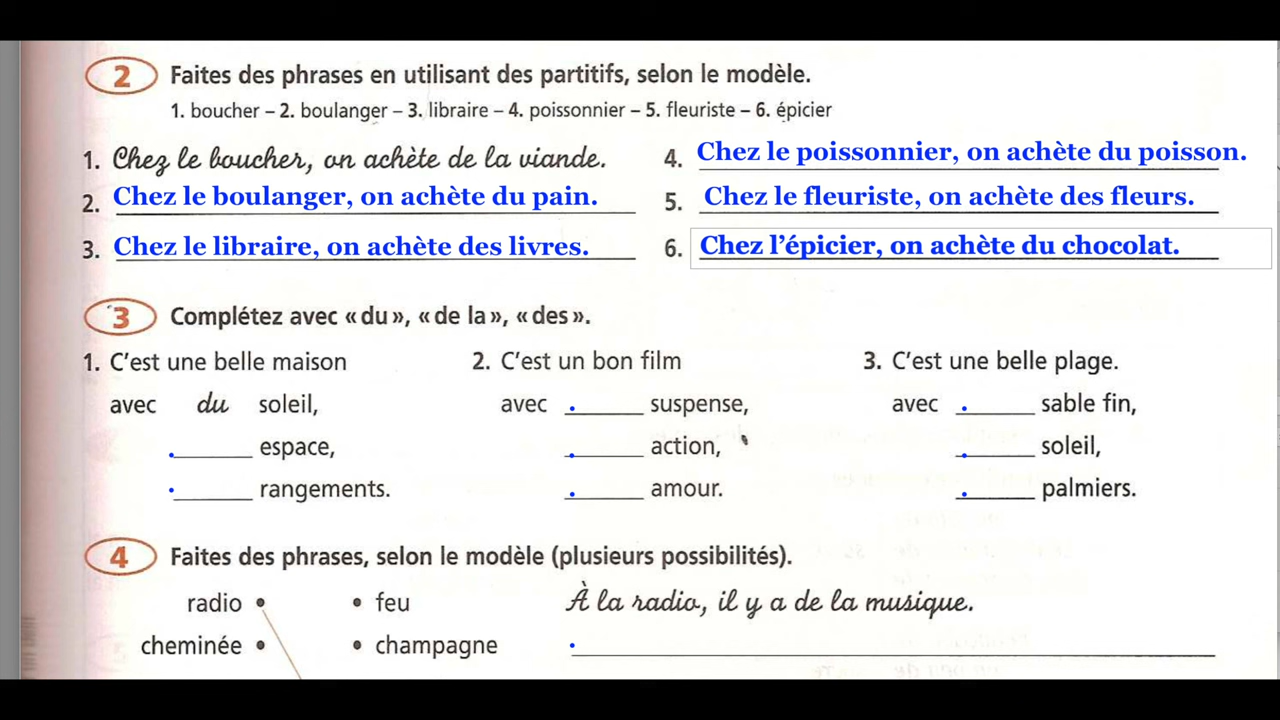 2 Faites des phrases en utilisant des partitifs, selon le modèle.
1. boucher – 2. boulanger – 3. libraire – 4. poissonnier – 5. fleuriste – 6. épicier
1. Chez le boucher, on achète de la viande.
2. Chez le boulanger, on achète du pain.
3. Chez le libraire, on achète des livres.
4. Chez le poissonnier, on achète du poisson.
5. Chez le fleuriste, on achète des fleurs.
6. Chez l’épicier, on achète du chocolat.
3 Complétez avec « du », « de la », « des ».
1. C’est une belle maison
avec du soleil,
espace,
rangements.
2. C’est un bon film
avec suspense,
action,
amour.
3. C’est une belle plage.
avec sable fin,
soleil,
palmiers.
4 Faites des phrases, selon le modèle (plusieurs possibilités).
radio • • feu À la radio, il y a de la musique.
cheminée • • champagne